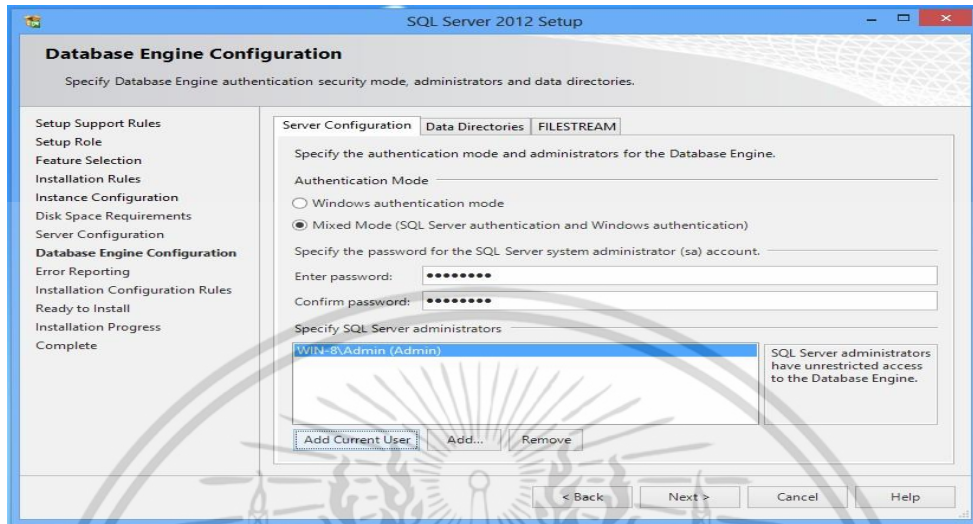 SQL Server 2012 Setup
Database Engine Configuration
Specify Database Engine authentication security mode, administrators and data directories.
Setup Support Rules
Setup Role
Feature Selection
Installation Rules
Instance Configuration
Disk Space Requirements
Server Configuration
Database Engine Configuration
Error Reporting
Installation Configuration Rules
Ready to Install
Installation Progress
Complete
Server Configuration Data Directories FILESTREAM
Specify the authentication mode and administrators for the Database Engine.
Authentication Mode
Windows authentication mode
Mixed Mode (SQL Server authentication and Windows authentication)
Specify the password for the SQL Server system administrator (sa) account.
Enter password: ••••••••
Confirm password: ••••••••
Specify SQL Server administrators
WIN-8\Admin (Admin)
SQL Server administrators
have unrestricted access
to the Database Engine.
Add Current User Add... Remove
< Back Next > Cancel Help